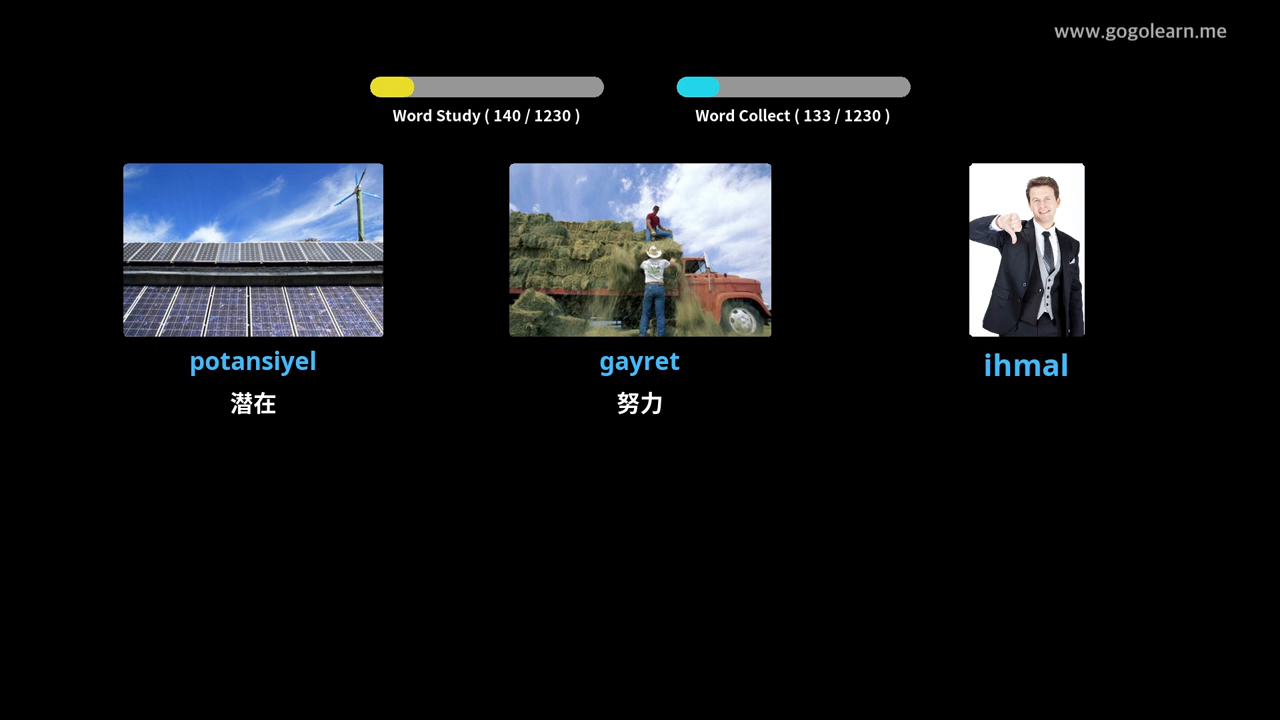 www.gogolearn.me
Word Study ( 140 / 1230 )
Word Collect ( 133 / 1230 )
potansiyel
潜在
gayret
努力
ihmal